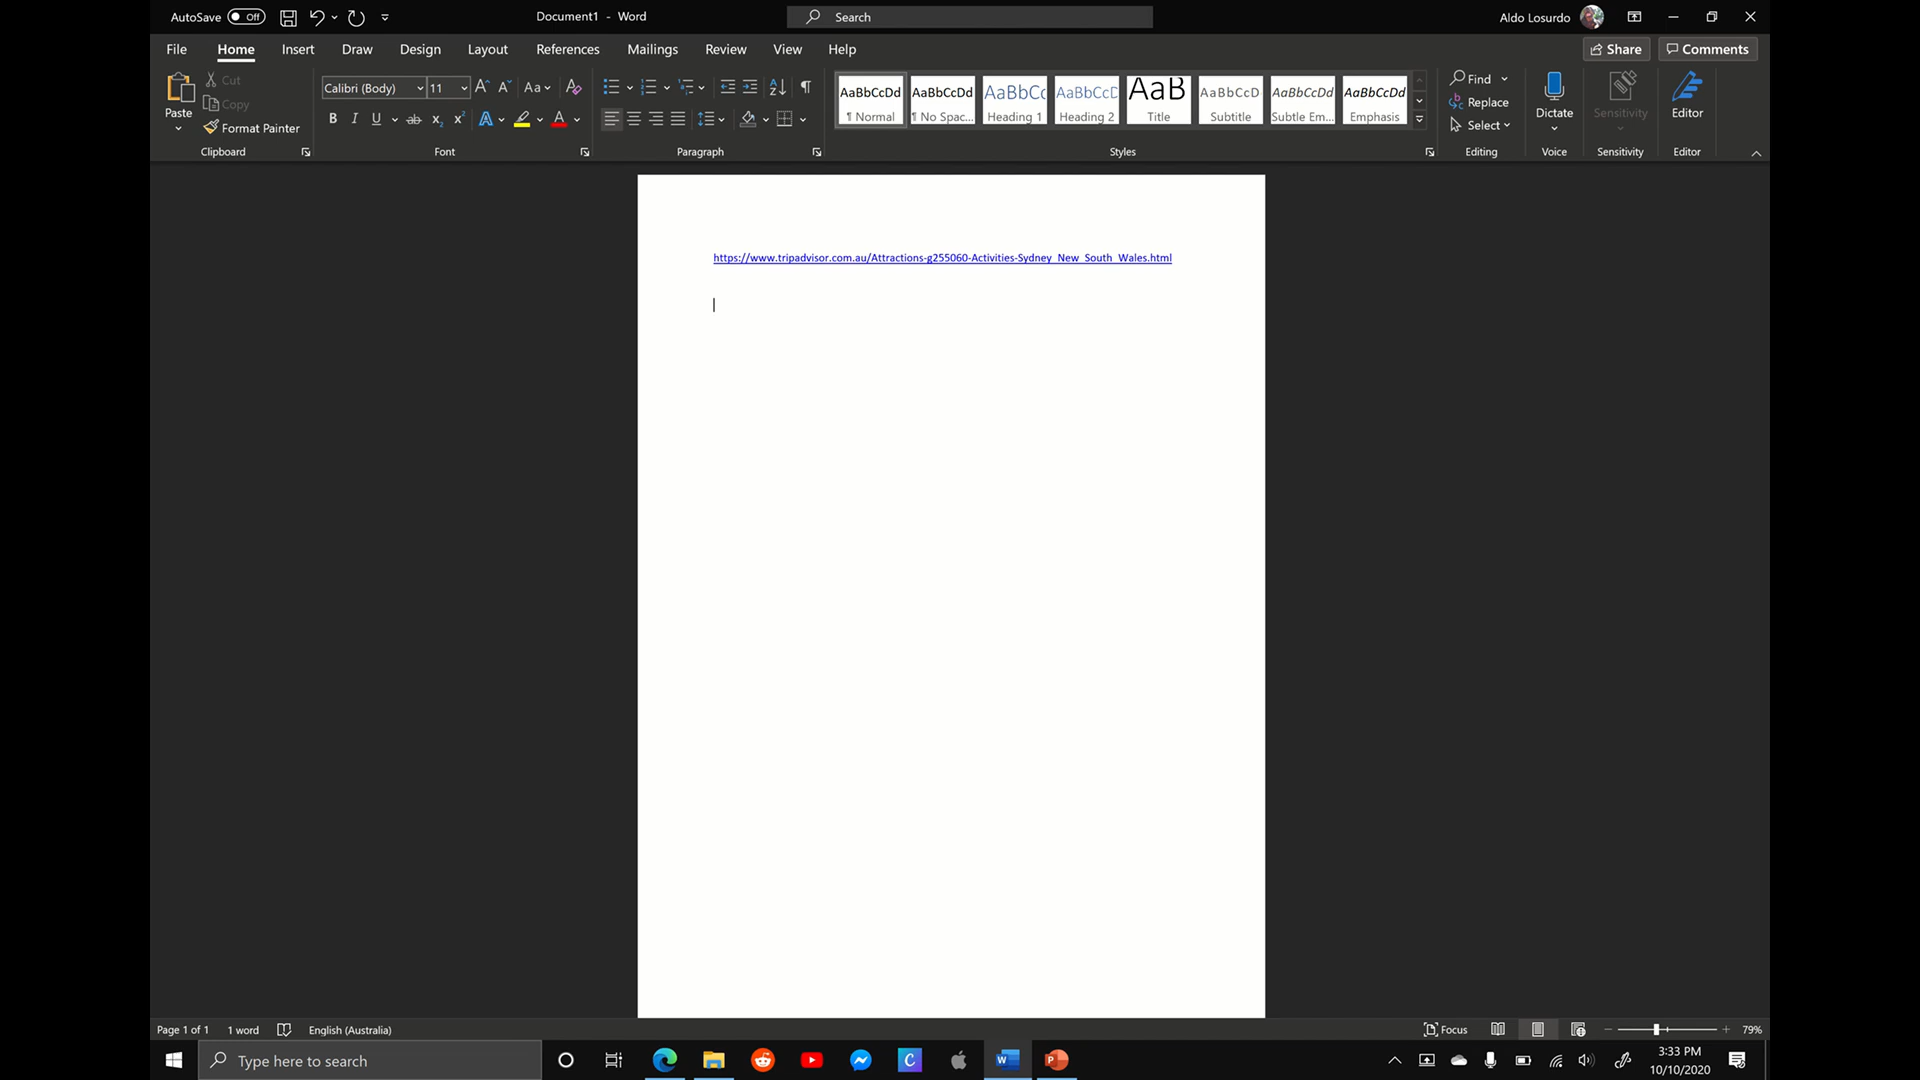 AutoSave Off Document1 - Word Search Aldo Losurdo
File Home Insert Draw Design Layout References Mailings Review View Help Share Comments
Paste Cut Copy Format Painter Clipboard
Calibri (Body) 11 Aa
B I U ab x₂ x² A A
Font
Paragraph
AaBbCcDd AaBbCcDd AaBbCc AaBbCcD AaB AaBbCcD AaBbCcDd AaBbCcDd
¶ Normal ¶ No Spac... Heading 1 Heading 2 Title Subtitle Subtle Em... Emphasis
Styles
Find Replace Select Editing
Dictate Voice
Sensitivity Sensitivity
Editor Editor
https://www.tripadvisor.com.au/Attractions-g255060-Activities-Sydney_New_South_Wales.html
Page 1 of 1 1 word English (Australia) Focus 79%
Type here to search
3:33 PM
10/10/2020